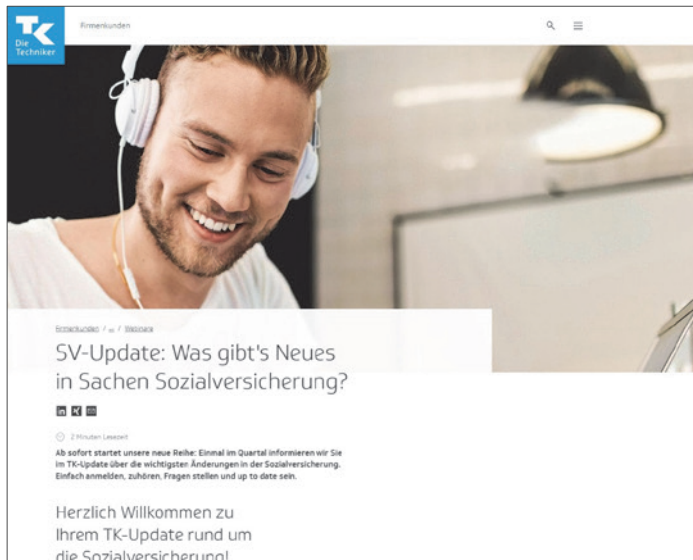 TK
Die
Techniker
Firmenkunden
Firmenkunden / ... / Webinare
SV-Update: Was gibt's Neues
in Sachen Sozialversicherung?
2 Minuten Lesezeit
Ab sofort startet unsere neue Reihe: Einmal im Quartal informieren wir Sie
im TK-Update über die wichtigsten Änderungen in der Sozialversicherung.
Einfach anmelden, zuhören, Fragen stellen und up to date sein.
Herzlich Willkommen zu
Ihrem TK-Update rund um
die Sozialversicherung!